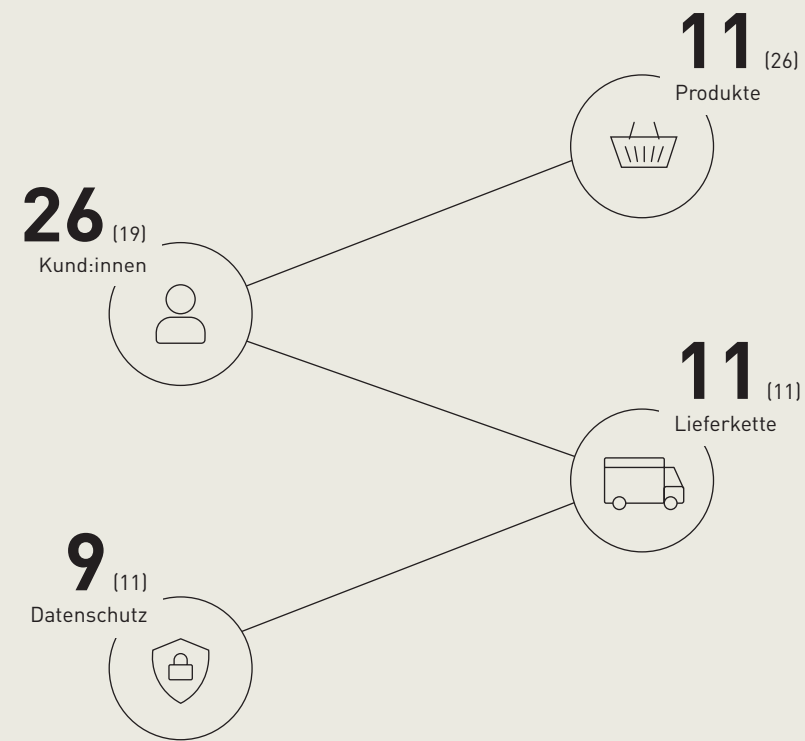 11 (26)
Produkte
26 (19)
Kund:innen
11 (11)
Lieferkette
9 (11)
Datenschutz